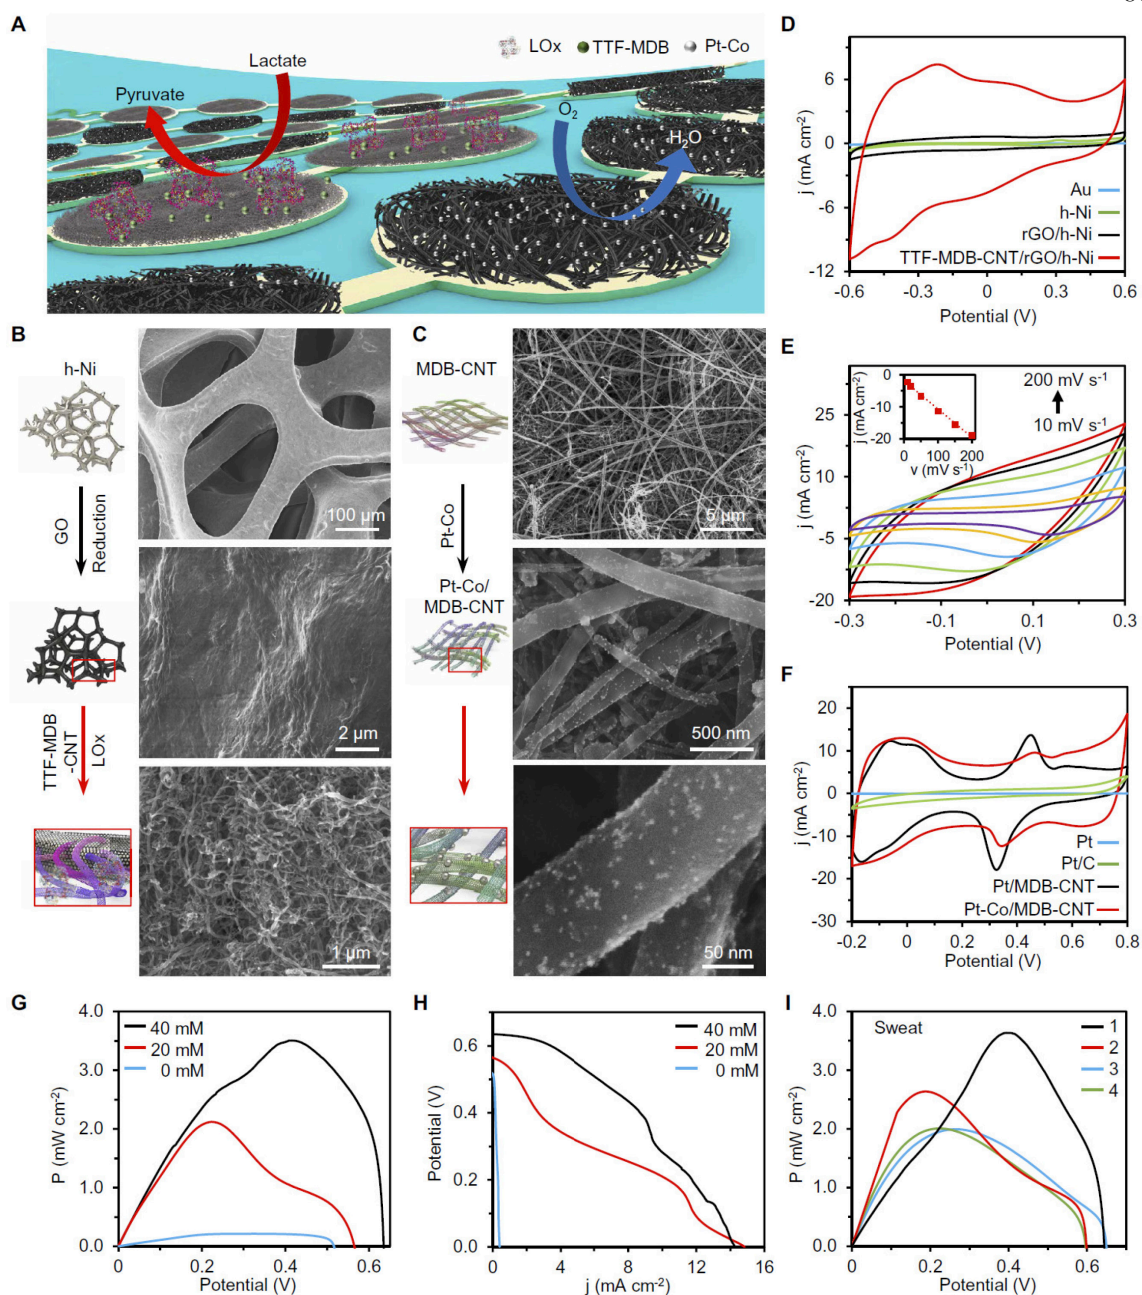 A
LOx
TTF-MDB
Pt-Co
Lactate
Pyruvate
O2
H2O
B
h-Ni
GO
Reduction
TTF-MDB
-CNT
LOx
100 μm
2 μm
1 μm
C
MDB-CNT
Pt-Co
Pt-Co/
MDB-CNT
5 μm
500 nm
50 nm
D
j (mA cm-2)
6
0
-6
-12
Au
h-Ni
rGO/h-Ni
TTF-MDB-CNT/rGO/h-Ni
-0.6 -0.3 0 0.3 0.6
Potential (V)
E
j (mA cm-2)
25
10
-5
-20
j (mA cm-2)
0
-10
-20
0 100 200
v (mV s-1)
200 mV s-1
10 mV s-1
-0.3 -0.1 0.1 0.3
Potential (V)
F
j (mA cm-2)
20
10
0
-10
-20
-30
Pt
Pt/C
Pt/MDB-CNT
Pt-Co/MDB-CNT
-0.2 0 0.2 0.4 0.6 0.8
Potential (V)
G
P (mW cm-2)
4.0
3.0
2.0
1.0
0.0
40 mM
20 mM
0 mM
0 0.2 0.4 0.6
Potential (V)
H
Potential (V)
0.6
0.4
0.2
0.0
40 mM
20 mM
0 mM
0 4 8 12 16
j (mA cm-2)
I
P (mW cm-2)
4.0
3.0
2.0
1.0
0.0
Sweat
1
2
3
4
0 0.2 0.4 0.6
Potential (V)